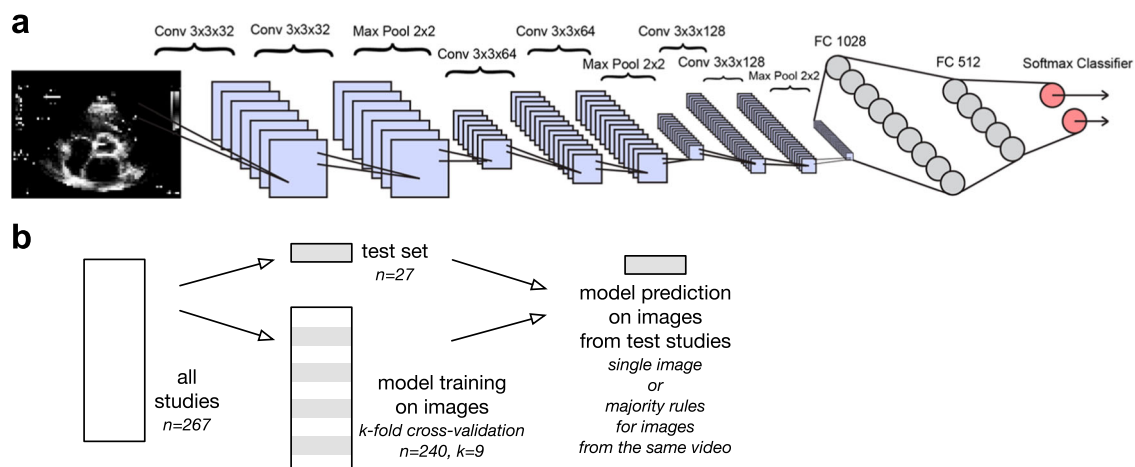 a
Conv 3x3x32
Conv 3x3x32
Max Pool 2x2
Conv 3x3x64
Conv 3x3x64
Max Pool 2x2
Conv 3x3x128
Conv 3x3x128
Max Pool 2x2
FC 1028
FC 512
Softmax Classifier
b
all
studies
n=267
test set
n=27
model training
on images
k-fold cross-validation
n=240, k=9
model prediction
on images
from test studies
single image
or
majority rules
for images
from the same video